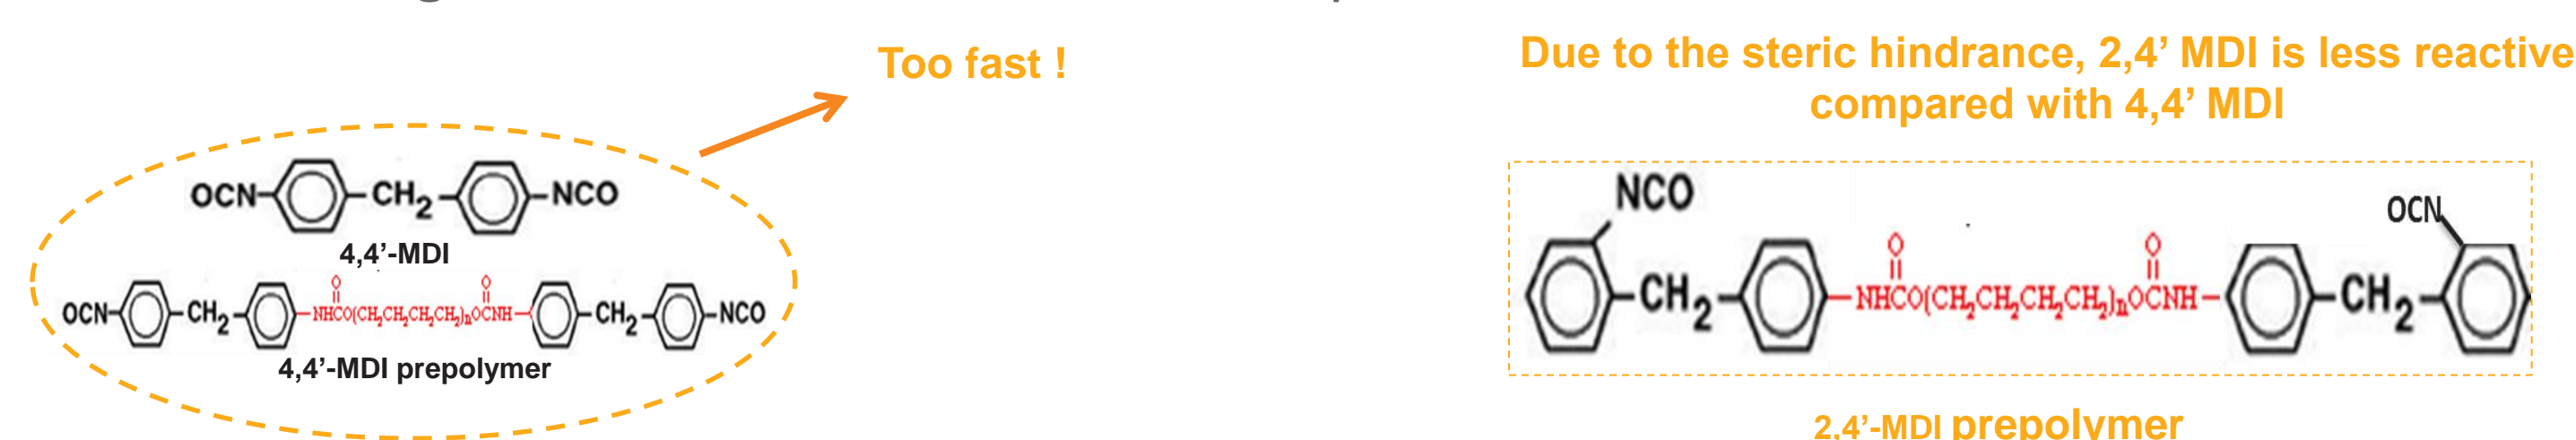 Too fast !
Due to the steric hindrance, 2,4’ MDI is less reactive
compared with 4,4’ MDI
OCN CH2 NCO
4,4’-MDI
OCN CH2 NHCO(CH2CH2CH2CH2)nOCNH CH2 NCO
O O
4,4’-MDI prepolymer
NCO OCN
O O
CH2 NHCO(CH2CH2CH2CH2)nOCNH CH2
2,4’-MDI prepolymer